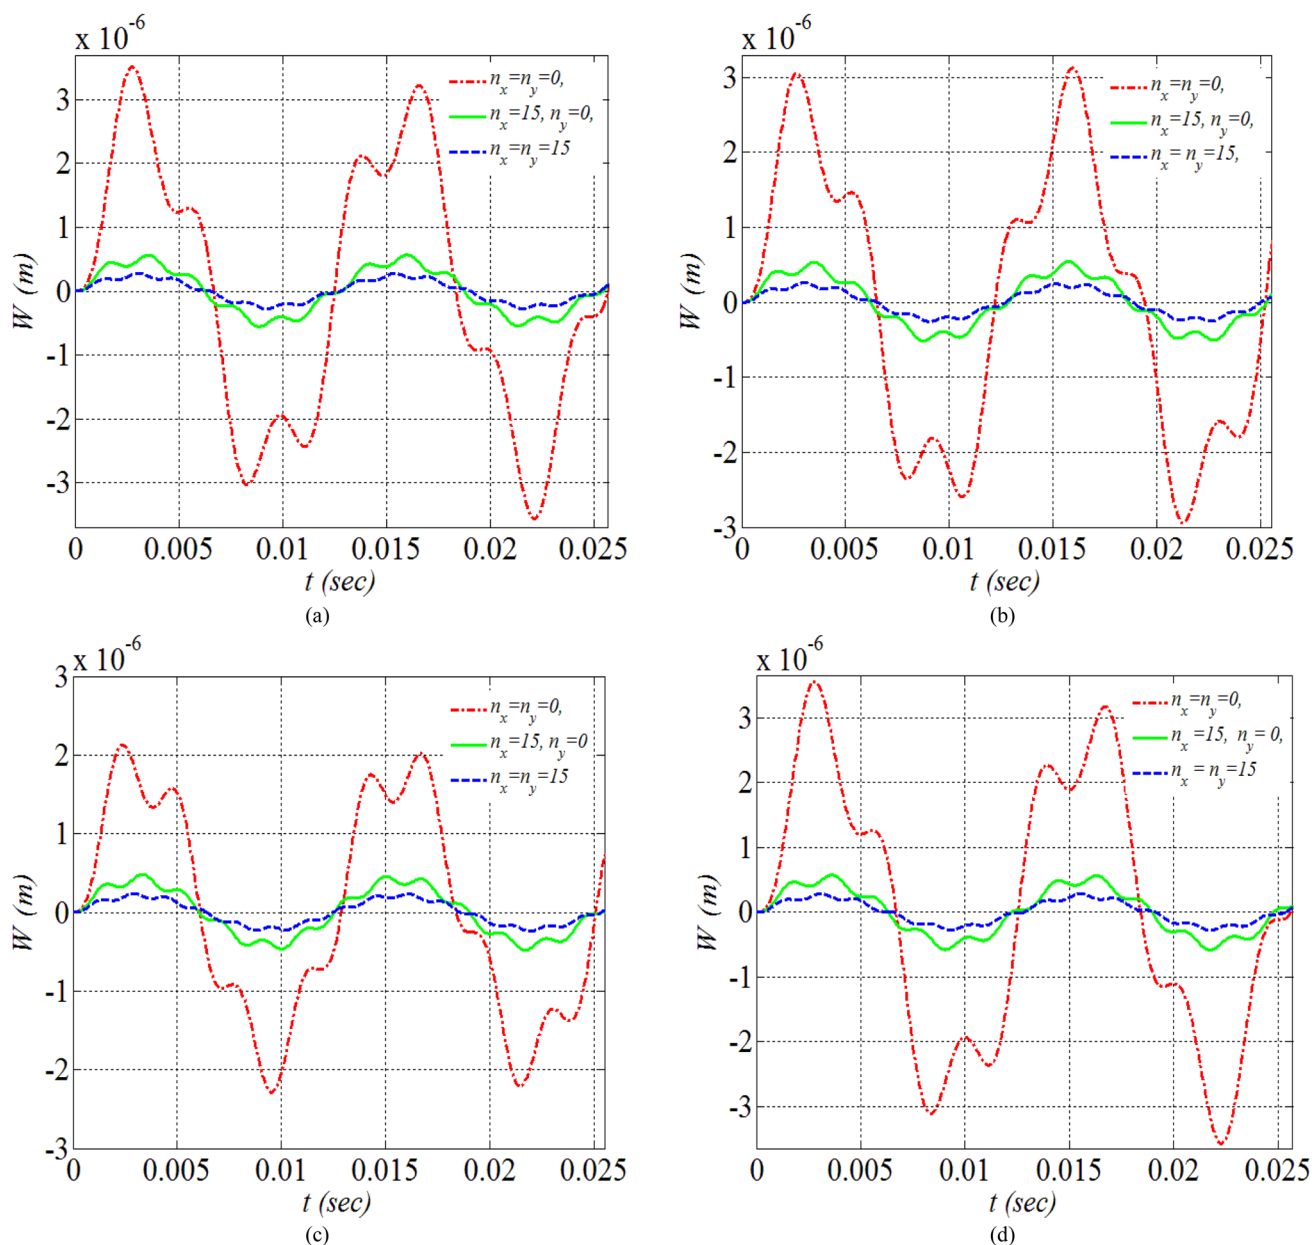 x 10^-6
n_x=n_y=0,
n_x=15, n_y=0,
n_x=n_y=15
3
2
1
0
-1
-2
-3
W (m)
0 0.005 0.01 0.015 0.02 0.025
t (sec)
(a)
x 10^-6
n_x=n_y=0,
n_x=15, n_y=0,
n_x= n_y=15,
3
2
1
0
-1
-2
-3
W (m)
0 0.005 0.01 0.015 0.02 0.025
t (sec)
(b)
x 10^-6
n_x=n_y=0,
n_x=15, n_y=0
n_x=n_y=15
3
2
1
0
-1
-2
-3
W (m)
0 0.005 0.01 0.015 0.02 0.025
t (sec)
(c)
x 10^-6
n_x=n_y=0,
n_x=15, n_y= 0,
n_x = n_y=15
3
2
1
0
-1
-2
-3
W (m)
0 0.005 0.01 0.015 0.02 0.025
t (sec)
(d)